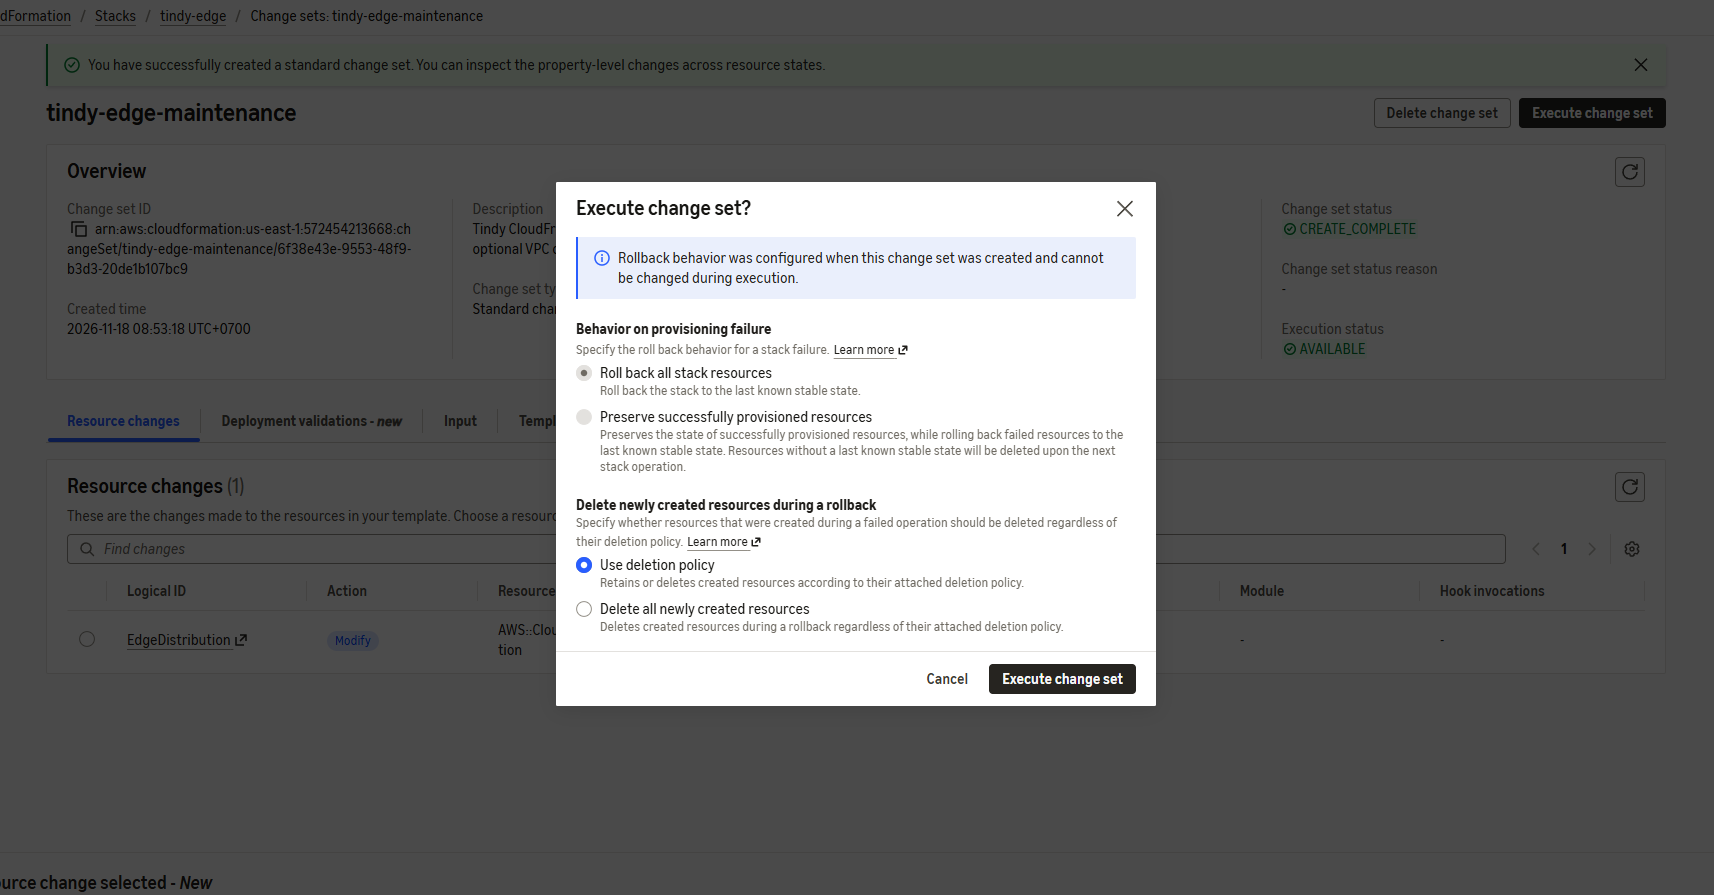 dFormation / Stacks / tindy-edge / Change sets: tindy-edge-maintenance
You have successfully created a standard change set. You can inspect the property-level changes across resource states.
tindy-edge-maintenance
Delete change set
Execute change set
Overview
Change set ID
arn:aws:cloudformation:us-east-1:572454213668:ch
angeSet/tindy-edge-maintenance/6f38e43e-9553-48f9-
b3d3-20de1b107bc9
Created time
2026-11-18 08:53:18 UTC+0700
Description
Tindy CloudFr
optional VPC
Change set ty
Standard cha
Change set status
CREATE_COMPLETE
Change set status reason
-
Execution status
AVAILABLE
Execute change set?
Rollback behavior was configured when this change set was created and cannot
be changed during execution.
Behavior on provisioning failure
Specify the roll back behavior for a stack failure. Learn more
Roll back all stack resources
Roll back the stack to the last known stable state.
Preserve successfully provisioned resources
Preserves the state of successfully provisioned resources, while rolling back failed resources to the
last known stable state. Resources without a last known stable state will be deleted upon the next
stack operation.
Delete newly created resources during a rollback
Specify whether resources that were created during a failed operation should be deleted regardless of
their deletion policy. Learn more
Use deletion policy
Retains or deletes created resources according to their attached deletion policy.
Delete all newly created resources
Deletes created resources during a rollback regardless of their attached deletion policy.
Cancel
Execute change set
Resource changes
Deployment validations - new
Input
Templ
Resource changes (1)
These are the changes made to the resources in your template. Choose a resourc
Find changes
1
Logical ID
Action
Resource
Module
Hook invocations
EdgeDistribution
Modify
AWS::Clou
tion
-
-
urce change selected - New